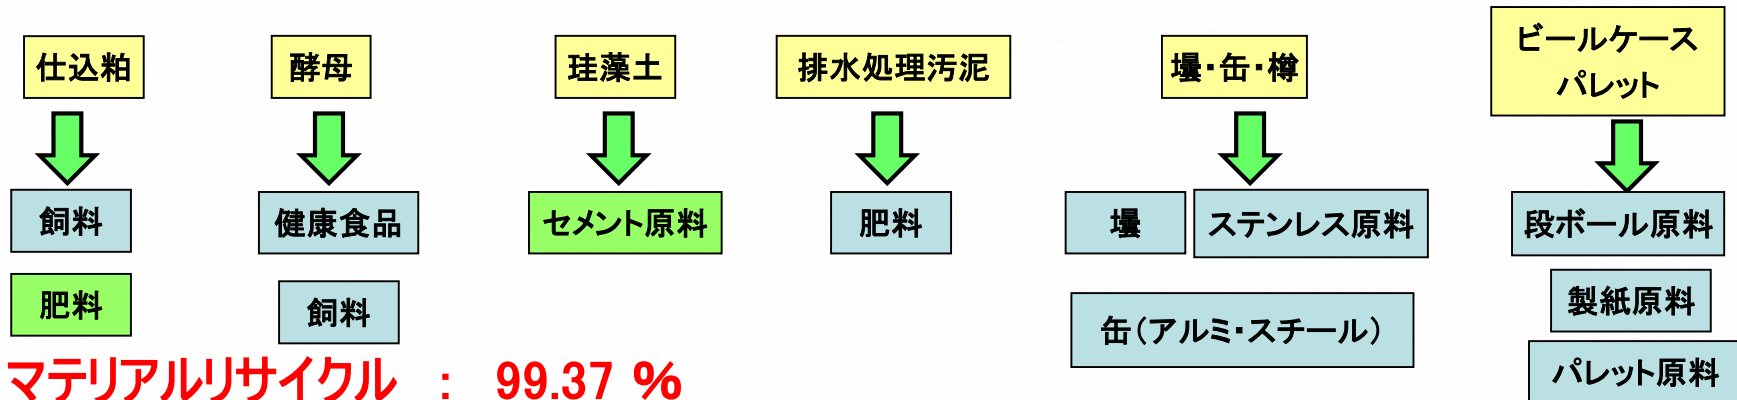 仕込粕
酵母
珪藻土
排水処理汚泥
壜・缶・樽
ビールケース
パレット
飼料
健康食品
セメント原料
肥料
壜
ステンレス原料
段ボール原料
肥料
飼料
缶(アルミ・スチール)
製紙原料
パレット原料
マテリアルリサイクル : 99.37 %